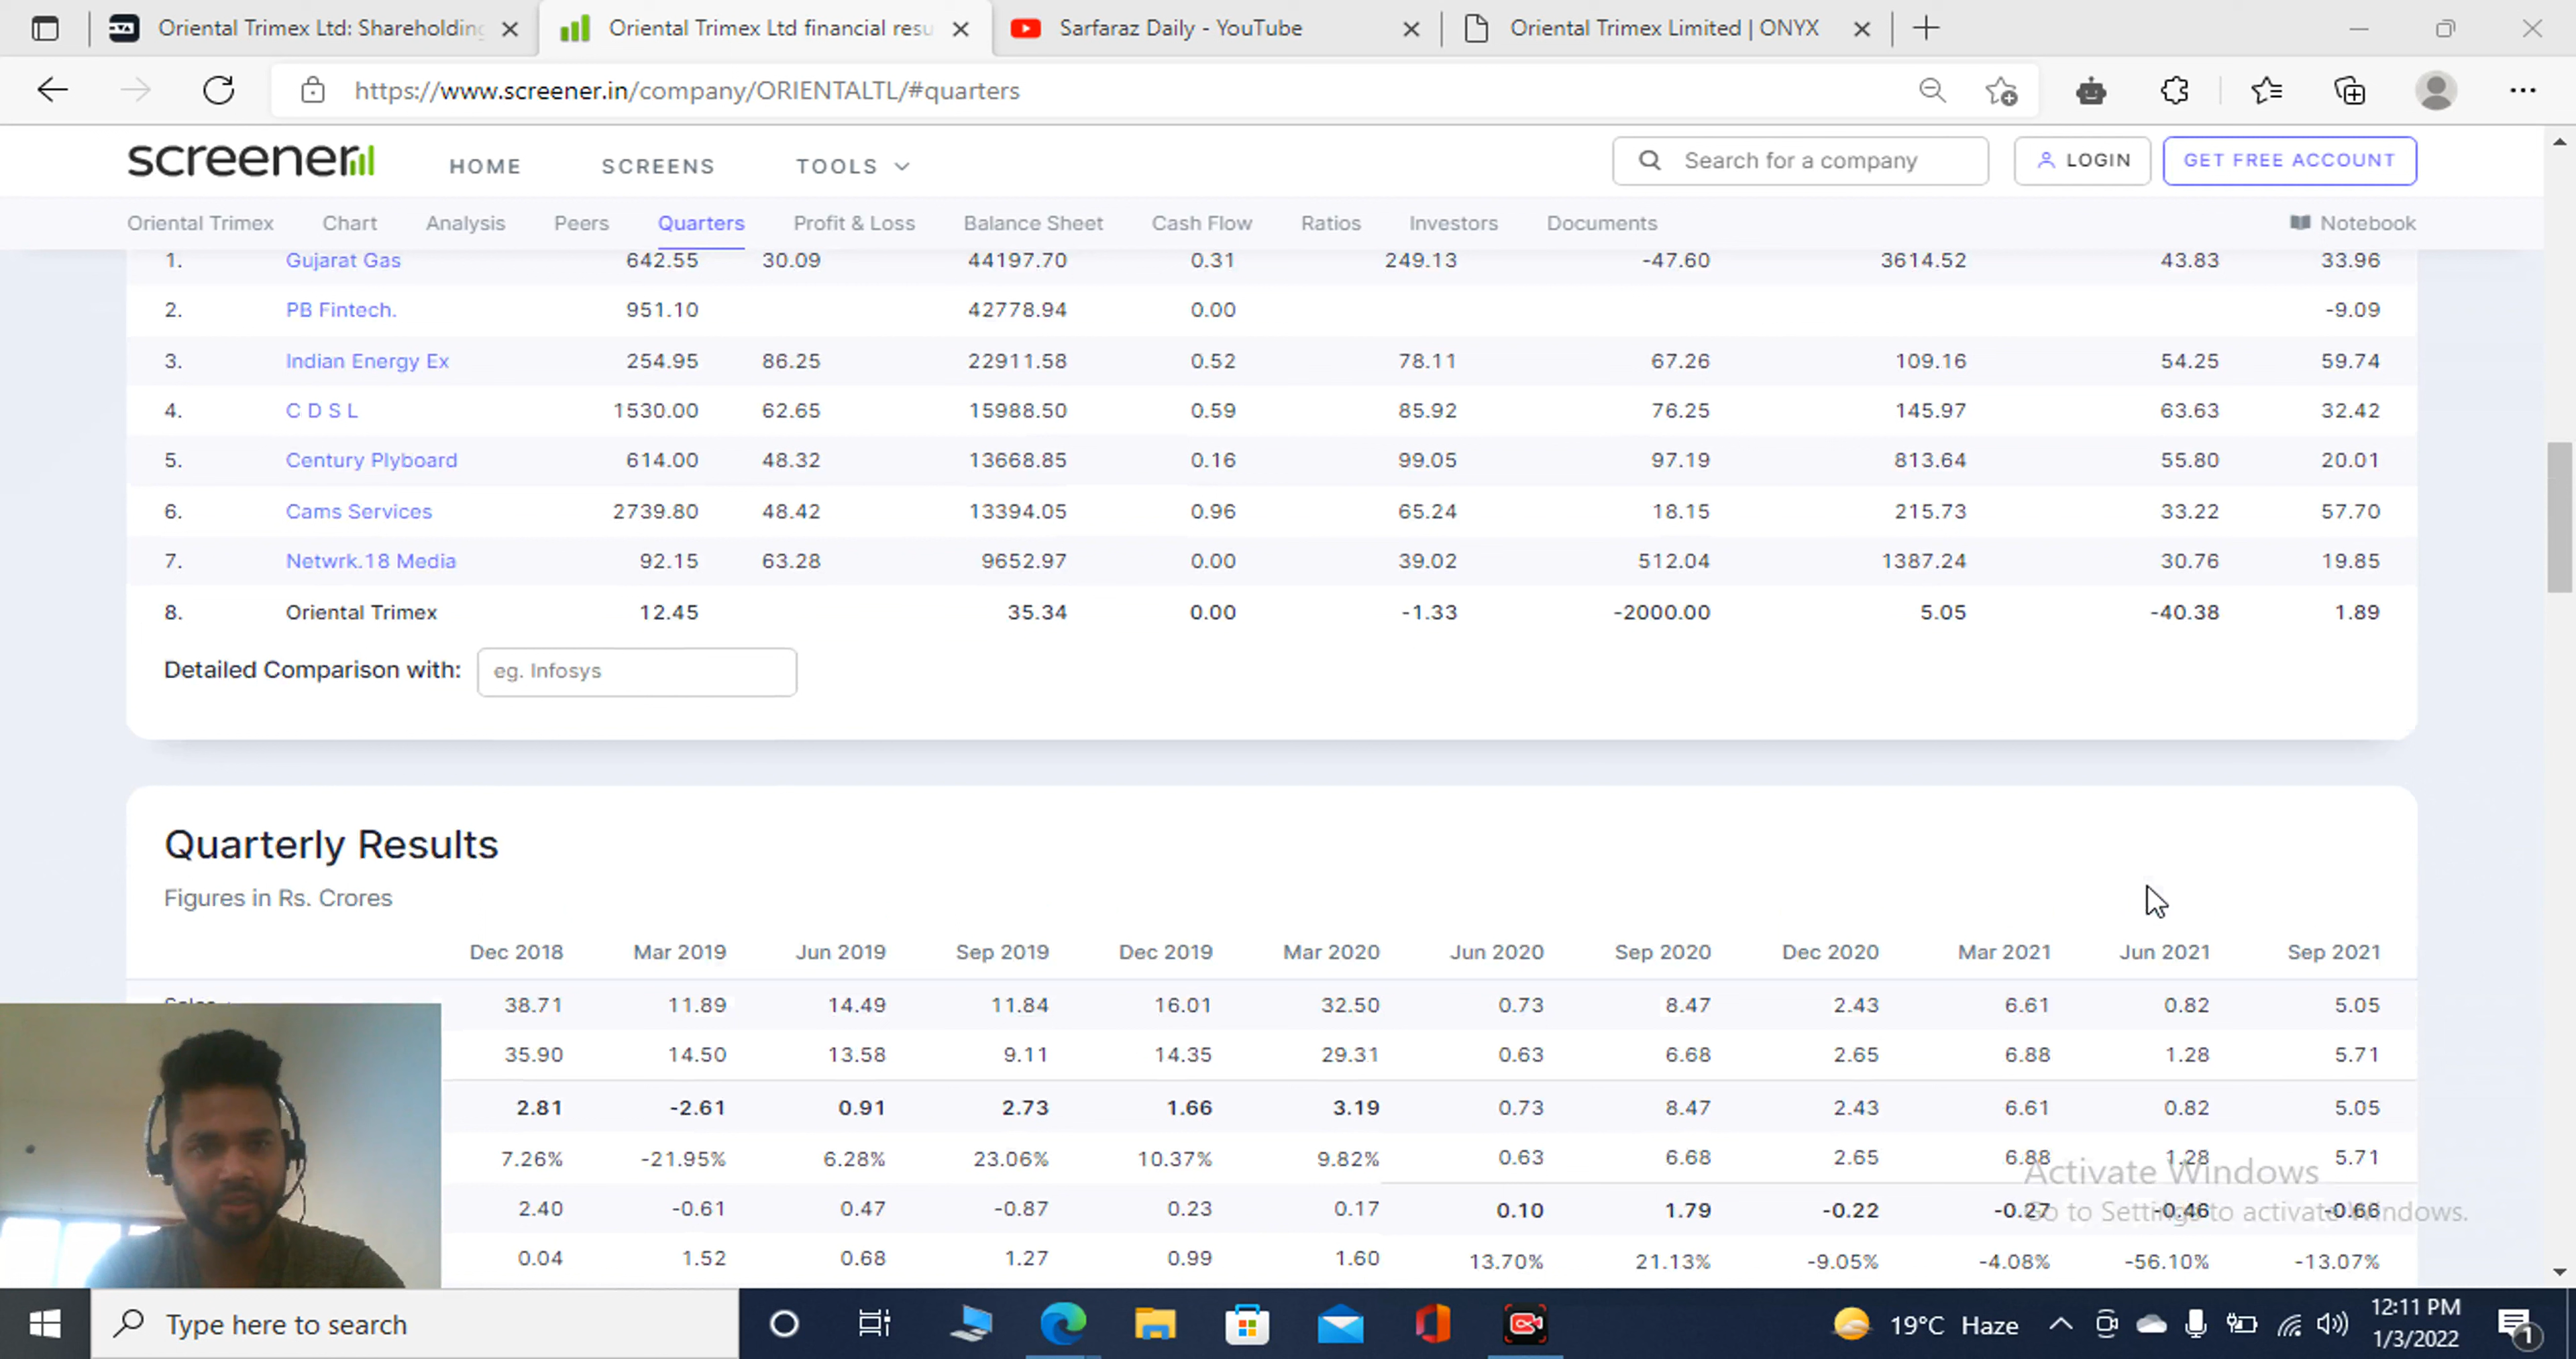 Oriental Trimex Ltd: Shareholding
Oriental Trimex Ltd financial resu
Sarfaraz Daily - YouTube
Oriental Trimex Limited | ONYX
https://www.screener.in/company/ORIENTALTL/#quarters
screener HOME SCREENS TOOLS Search for a company LOGIN GET FREE ACCOUNT
Oriental Trimex Chart Analysis Peers Quarters Profit & Loss Balance Sheet Cash Flow Ratios Investors Documents Notebook
1. Gujarat Gas 642.55 30.09 44197.70 0.31 249.13 -47.60 3614.52 43.83 33.96
2. PB Fintech. 951.10 42778.94 0.00 -9.09
3. Indian Energy Ex 254.95 86.25 22911.58 0.52 78.11 67.26 109.16 54.25 59.74
4. C D S L 1530.00 62.65 15988.50 0.59 85.92 76.25 145.97 63.63 32.42
5. Century Plyboard 614.00 48.32 13668.85 0.16 99.05 97.19 813.64 55.80 20.01
6. Cams Services 2739.80 48.42 13394.05 0.96 65.24 18.15 215.73 33.22 57.70
7. Netwrk.18 Media 92.15 63.28 9652.97 0.00 39.02 512.04 1387.24 30.76 19.85
8. Oriental Trimex 12.45 35.34 0.00 -1.33 -2000.00 5.05 -40.38 1.89
Detailed Comparison with: eg. Infosys
Quarterly Results
Figures in Rs. Crores
Dec 2018 Mar 2019 Jun 2019 Sep 2019 Dec 2019 Mar 2020 Jun 2020 Sep 2020 Dec 2020 Mar 2021 Jun 2021 Sep 2021
Sales 38.71 11.89 14.49 11.84 16.01 32.50 0.73 8.47 2.43 6.61 0.82 5.05
35.90 14.50 13.58 9.11 14.35 29.31 0.63 6.68 2.65 6.88 1.28 5.71
2.81 -2.61 0.91 2.73 1.66 3.19 0.73 8.47 2.43 6.61 0.82 5.05
7.26% -21.95% 6.28% 23.06% 10.37% 9.82% 0.63 6.68 2.65 6.88 1.28 5.71
Activate Windows
2.40 -0.61 0.47 -0.87 0.23 0.17 0.10 1.79 -0.22 -0.27 -0.46 -0.66
Go to Settings to activate Windows.
0.04 1.52 0.68 1.27 0.99 1.60 13.70% 21.13% -9.05% -4.08% -56.10% -13.07%
Type here to search
19°C Haze
12:11 PM
1/3/2022
1